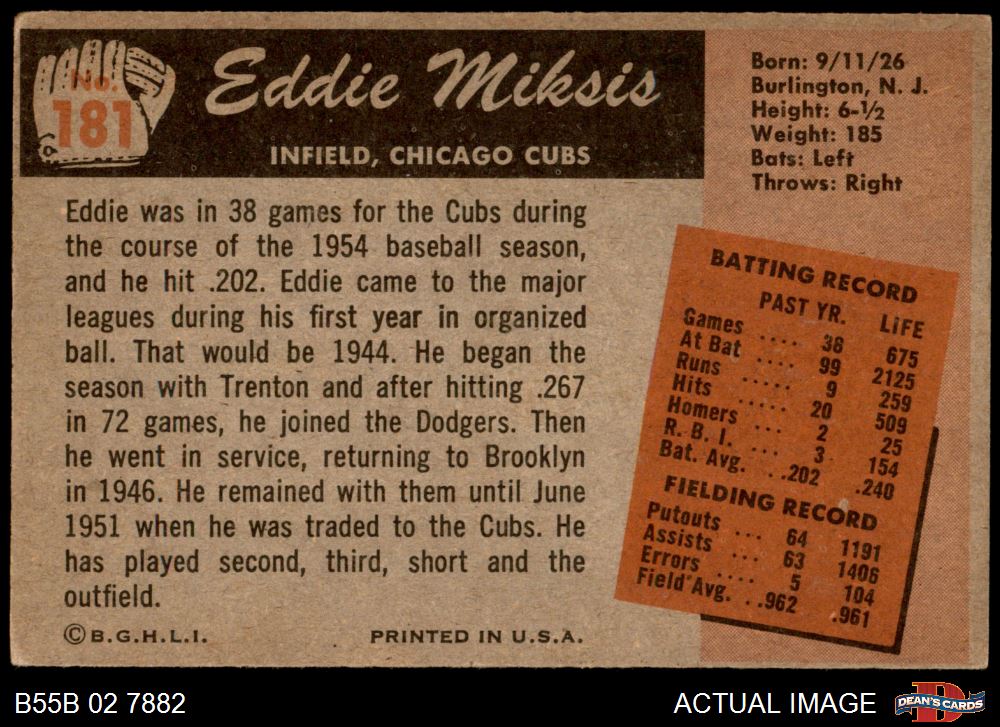 No.
181
Eddie Miksis
INFIELD, CHICAGO CUBS
Born: 9/11/26
Burlington, N. J.
Height: 6-½
Weight: 185
Bats: Left
Throws: Right
Eddie was in 38 games for the Cubs during
the course of the 1954 baseball season,
and he hit .202. Eddie came to the major
leagues during his first year in organized
ball. That would be 1944. He began the
season with Trenton and after hitting .267
in 72 games, he joined the Dodgers. Then
he went in service, returning to Brooklyn
in 1946. He remained with them until June
1951 when he was traded to the Cubs. He
has played second, third, short and the
outfield.
© B.G.H.L.I. PRINTED IN U.S.A.
BATTING RECORD
PAST YR. LIFE
Games .... 38 675
At Bat .... 99 2125
Runs ..... 9 259
Hits ..... 20 509
Homers ... 2 25
R. B. I. ... 3 154
Bat. Avg. . .202 .240
FIELDING RECORD
Putouts ... 64 1191
Assists ... 63 1406
Errors .... 5 104
Field Avg. . .962 .961
B55B 02 7882
ACTUAL IMAGE
D
DEAN'S CARDS